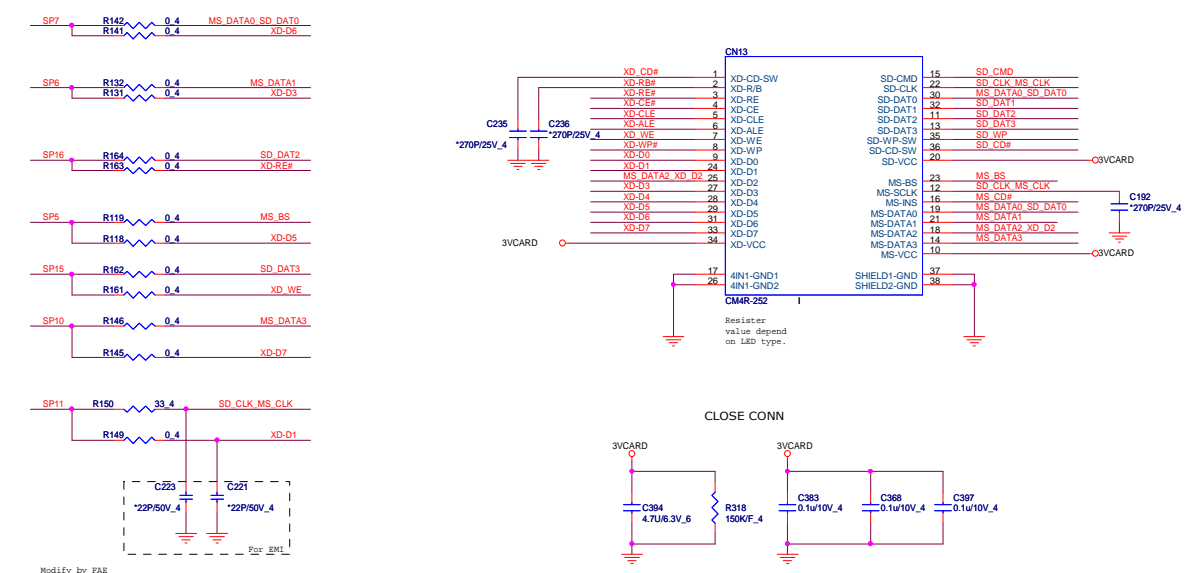 SP7 R142 0_4 MS_DATA0_SD_DAT0
R141 0_4 XD-D6
SP6 R132 0_4 MS_DATA1
R131 0_4 XD-D3
SP16 R164 0_4 SD_DAT2
R163 0_4 XD-RE#
SP5 R119 0_4 MS_BS
R118 0_4 XD-D5
SP15 R162 0_4 SD_DAT3
R161 0_4 XD_WE
SP10 R146 0_4 MS_DATA3
R145 0_4 XD-D7
SP11 R150 33_4 SD_CLK_MS_CLK
R149 0_4 XD-D1
C223 C221
*22P/50V_4 *22P/50V_4
For EMI
Modify by FAE
CN13
XD_CD# 1 XD-CD-SW
XD-RB# 2 XD-R/B
XD-RE# 3 XD-RE
XD-CE# 4 XD-CE
XD-CLE 5 XD-CLE
XD-ALE 6 XD-ALE
XD_WE 7 XD-WE
XD-WP# 8 XD-WP
XD-D0 9 XD-D0
XD-D1 24 XD-D1
MS_DATA2_XD_D2 25 XD-D2
XD-D3 27 XD-D3
XD-D4 28 XD-D4
XD-D5 29 XD-D5
XD-D6 31 XD-D6
XD-D7 33 XD-D7
3VCARD 34 XD-VCC
17 4IN1-GND1
26 4IN1-GND2
C235 C236
*270P/25V_4
*270P/25V_4
SD-CMD 15 SD_CMD
SD-CLK 22 SD_CLK_MS_CLK
SD-DAT0 30 MS_DATA0_SD_DAT0
SD-DAT1 32 SD_DAT1
SD-DAT2 11 SD_DAT2
SD-DAT3 13 SD_DAT3
SD-WP-SW 35 SD_WP
SD-CD-SW 36 SD_CD#
SD-VCC 20 3VCARD
MS-BS 23 MS_BS
MS-SCLK 12 SD_CLK_MS_CLK
MS-INS 16 MS_CD#
MS-DATA0 19 MS_DATA0_SD_DAT0
MS-DATA1 21 MS_DATA1
MS-DATA2 18 MS_DATA2_XD_D2
MS-DATA3 14 MS_DATA3
MS-VCC 10 3VCARD
SHIELD1-GND 37
SHIELD2-GND 38
C192
*270P/25V_4
CM4R-252 I
Resister
value depend
on LED type.
CLOSE CONN
3VCARD 3VCARD
C394
4.7U/6.3V_6
R318
150K/F_4
C383
0.1u/10V_4
C368
0.1u/10V_4
C397
0.1u/10V_4